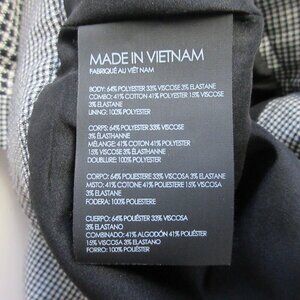 MADE IN VIETNAM
FABRIQUÉ AU VIÊT NAM
BODY: 64% POLYESTER 33% VISCOSE 3% ELASTANE
COMBO: 41% COTTON 41% POLYESTER 15% VISCOSE
3% ELASTANE
LINING: 100% POLYESTER
CORPS: 64% POLYESTER 33% VISCOSE
3% ÉLASTHANNE
MÉLANGE: 41% COTON 41% POLYESTER
15% VISCOSE 3% ÉLASTHANNE
DOUBLURE: 100% POLYESTER
CORPO: 64% POLIESTERE 33% VISCOSA 3% ELASTANE
MISTO: 41% COTONE 41% POLIESTERE 15% VISCOSA
3% ELASTANE
FODERA: 100% POLIESTERE
CUERPO: 64% POLIÉSTER 33% VISCOSA
3% ELASTANO
COMBINADO: 41% ALGODÓN 41% POLIÉSTER
15% VISCOSA 3% ELASTANO
FORRO: 100% POLIÉSTER